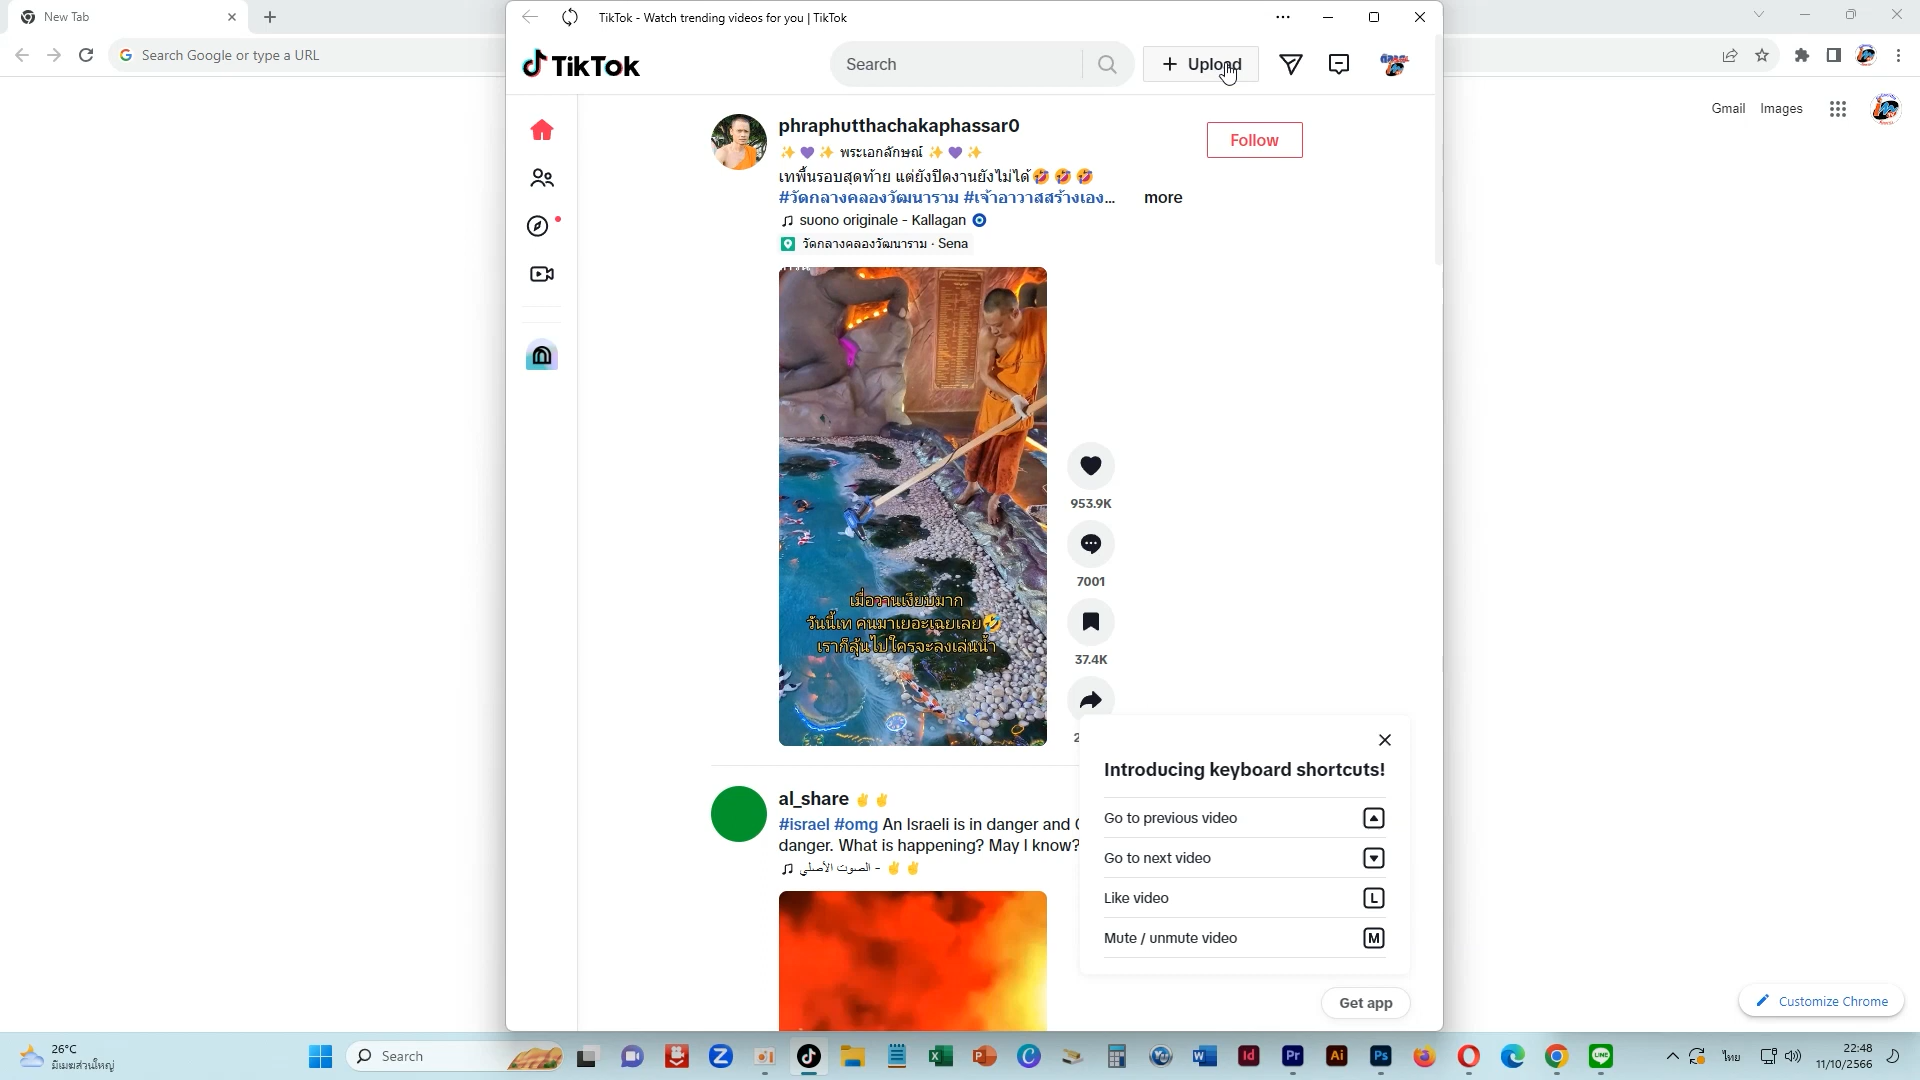 New Tab
Search Google or type a URL
TikTok - Watch trending videos for you | TikTok
TikTok
Search
Upload
Gmail
Images
phraphutthachakaphassar0
Follow
✨💜✨ พระเอกลักษณ์ ✨💜✨
เทพื้นรอบสุดท้าย แต่ยังปิดงานยังไม่ได้🤣🤣🤣
#วัดกลางคลองวัฒนาราม #เจ้าอาวาสสร้างเอง...
more
suono originale - Kallagan 🧿
วัดกลางคลองวัฒนาราม · Sena
เมื่อวานเงียบมาก
วันนี้เท คนมาเยอะเฉยเลย🤣
เราก็ลุ้นไปใครจะลงเล่นน้ำ
953.9K
7001
37.4K
Introducing keyboard shortcuts!
Go to previous video
Go to next video
Like video
L
Mute / unmute video
M
al_share ✌✌
#israel #omg An Israeli is in danger and
danger. What is happening? May I know?
الصوت الأصلي - ✌✌
Get app
Customize Chrome
26°C
มีเมฆส่วนใหญ่
Search
ไทย
22:48
11/10/2566